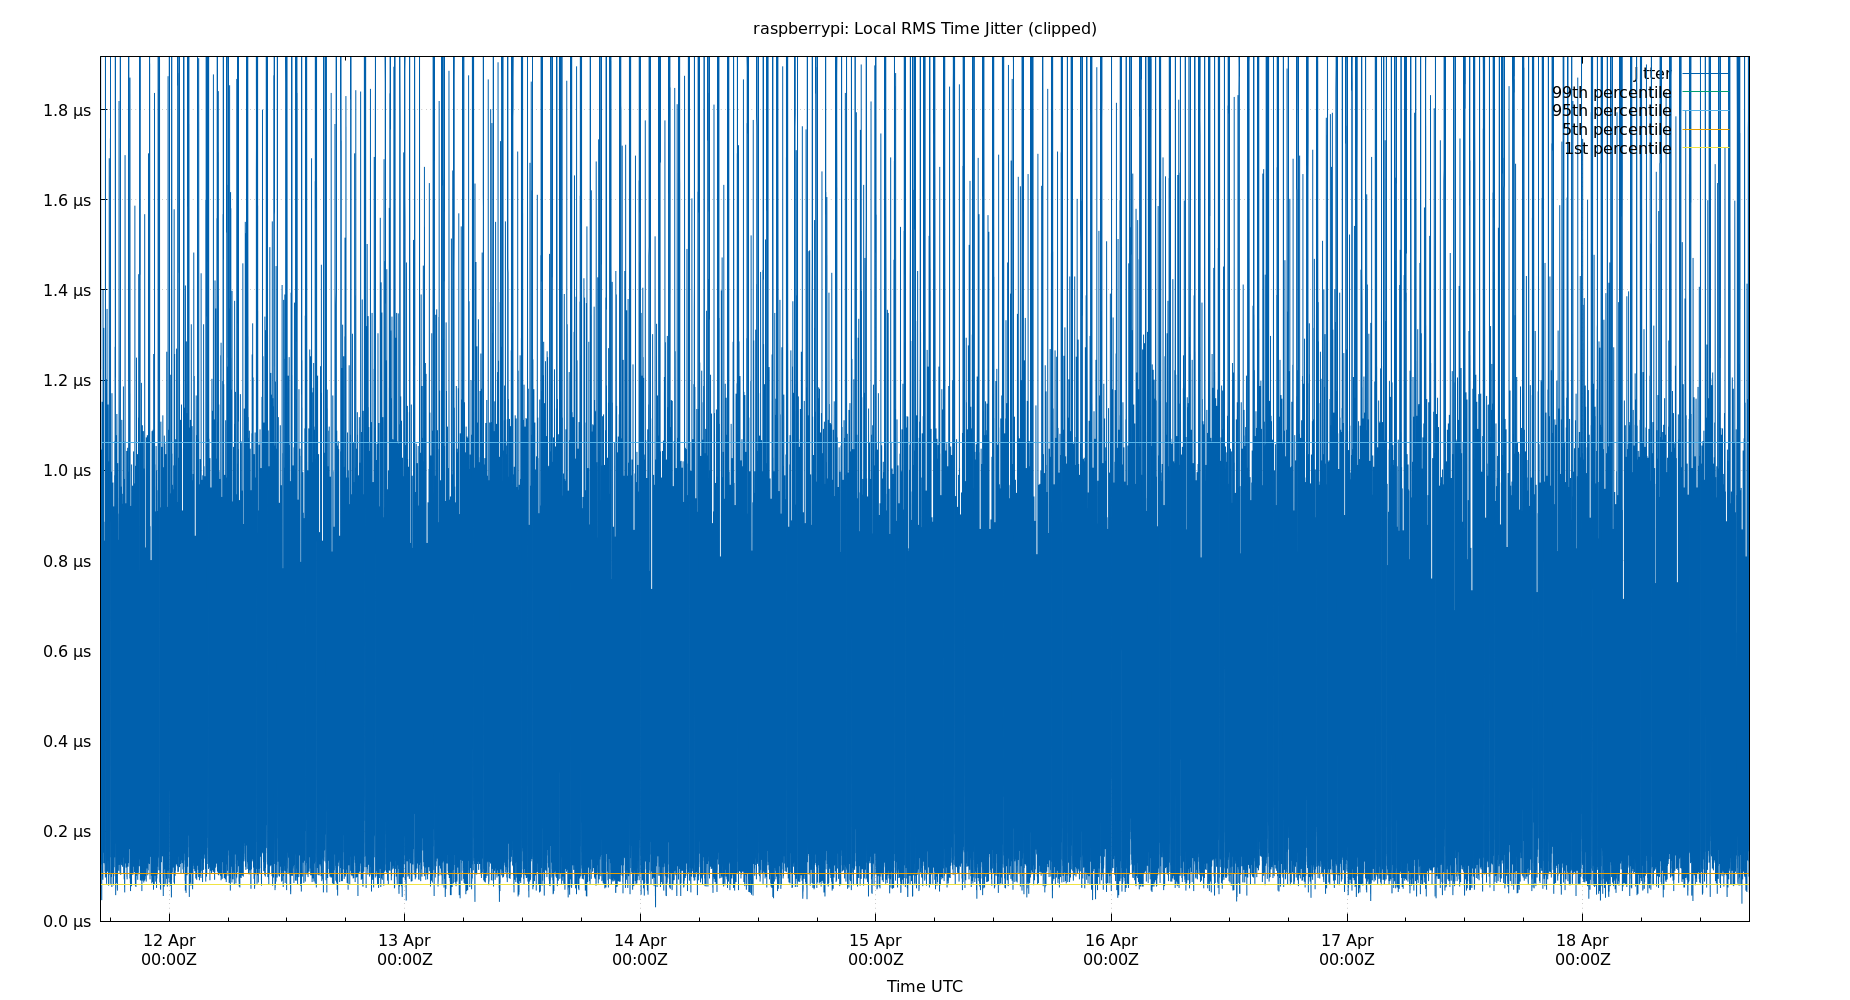 raspberrypi: Local RMS Time Jitter (clipped)
jitter
99th percentile
95th percentile
5th percentile
1st percentile
1.8 μs
1.6 μs
1.4 μs
1.2 μs
1.0 μs
0.8 μs
0.6 μs
0.4 μs
0.2 μs
0.0 μs
12 Apr 13 Apr 14 Apr 15 Apr 16 Apr 17 Apr 18 Apr
00:00Z 00:00Z 00:00Z 00:00Z 00:00Z 00:00Z 00:00Z
Time UTC